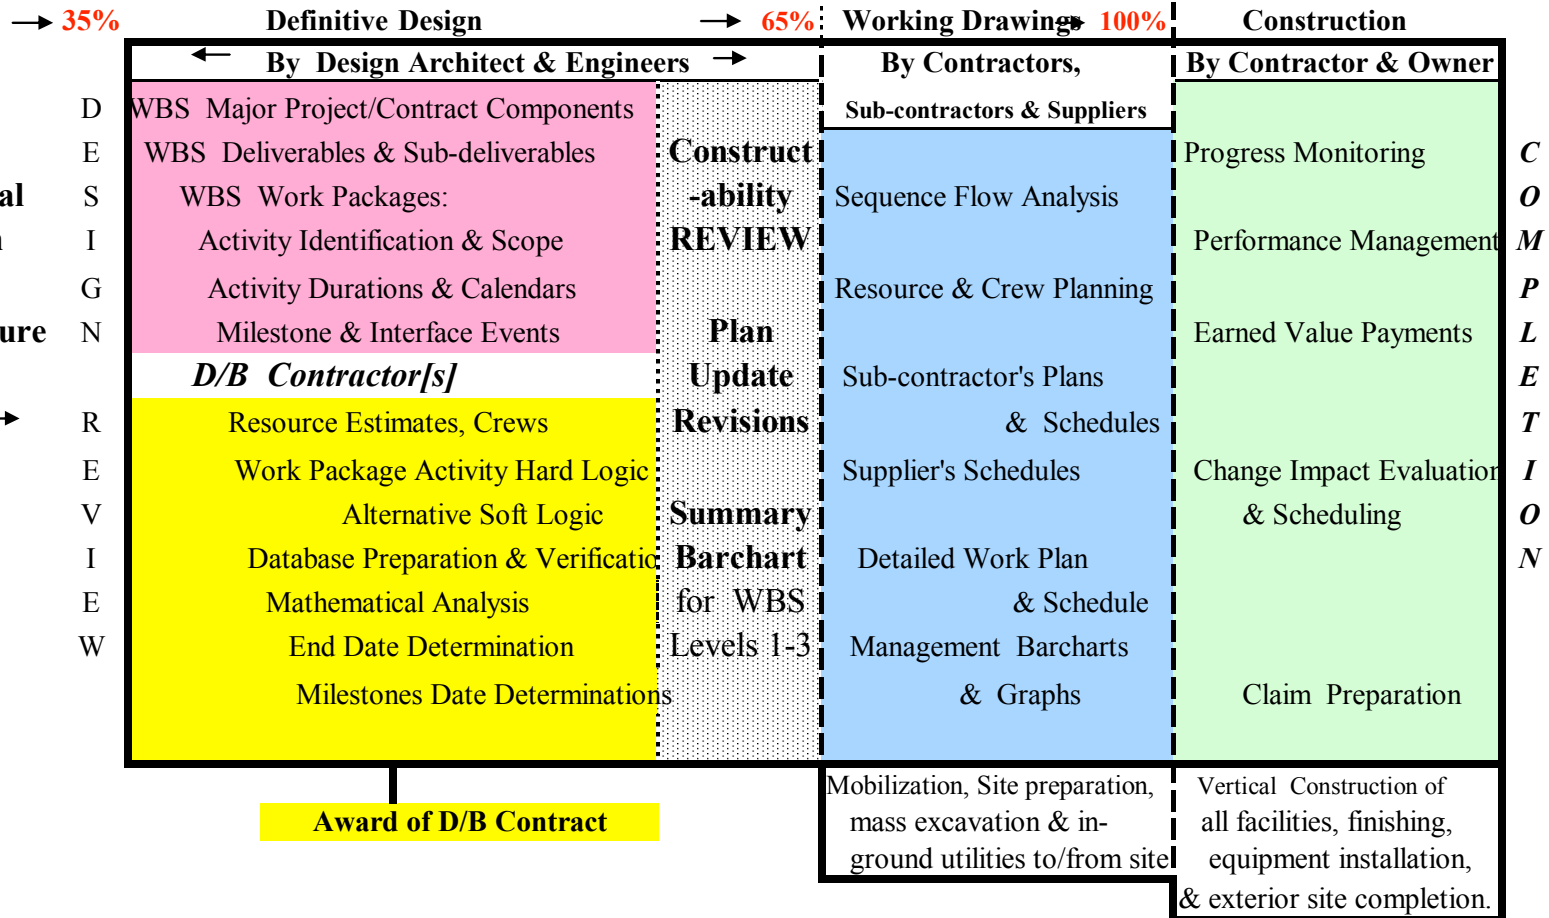 → 35% Definitive Design → 65% Working Drawings → 100% Construction
← By Design Architect & Engineers → By Contractors, By Contractor & Owner
Sub-contractors & Suppliers
D
E
S
I
G
N
R
E
V
I
E
W
al
ure
→
WBS Major Project/Contract Components
WBS Deliverables & Sub-deliverables
WBS Work Packages:
Activity Identification & Scope
Activity Durations & Calendars
Milestone & Interface Events
D/B Contractor[s]
Resource Estimates, Crews
Work Package Activity Hard Logic
Alternative Soft Logic
Database Preparation & Verificatio
Mathematical Analysis
End Date Determination
Milestones Date Determinations
Construct
-ability
REVIEW
Plan
Update
Revisions
Summary
Barchart
for WBS
Levels 1-3
Sequence Flow Analysis
Resource & Crew Planning
Sub-contractor's Plans
& Schedules
Supplier's Schedules
Detailed Work Plan
& Schedule
Management Barcharts
& Graphs
Progress Monitoring
Performance Management
Earned Value Payments
Change Impact Evaluation
& Scheduling
Claim Preparation
C
O
M
P
L
E
T
I
O
N
Award of D/B Contract
Mobilization, Site preparation,
mass excavation & in-
ground utilities to/from site
Vertical Construction of
all facilities, finishing,
equipment installation,
& exterior site completion.